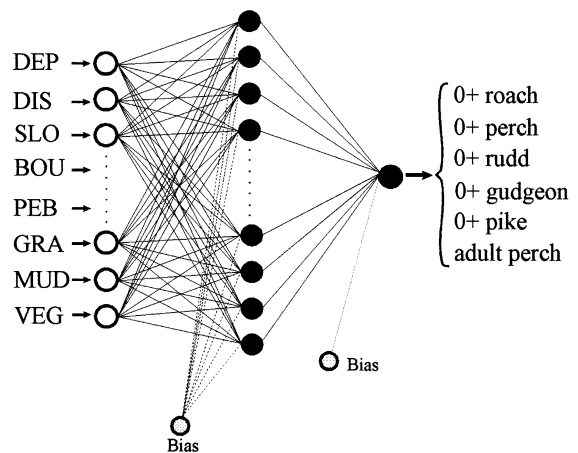 DEP
DIS
SLO
BOU
PEB
GRA
MUD
VEG
0+ roach
0+ perch
0+ rudd
0+ gudgeon
0+ pike
adult perch
Bias
Bias